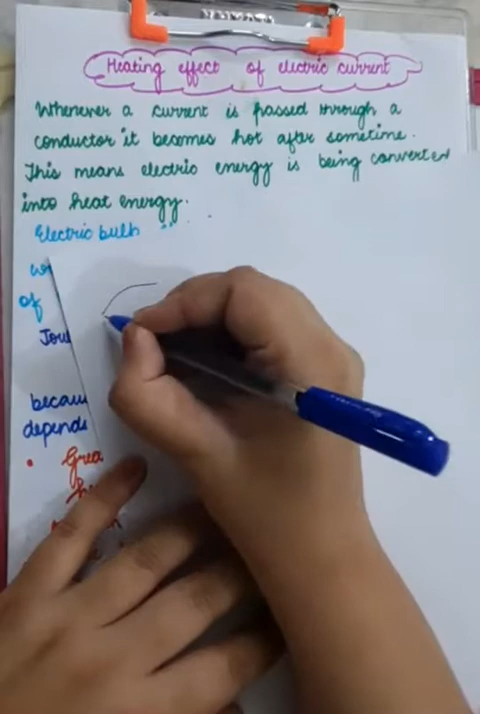 Heating effect of electric current
Whenever a current is passed through a
conductor it becomes hot after sometime.
This means electric energy is being converted
into heat energy.
Electric bulb
of
depends